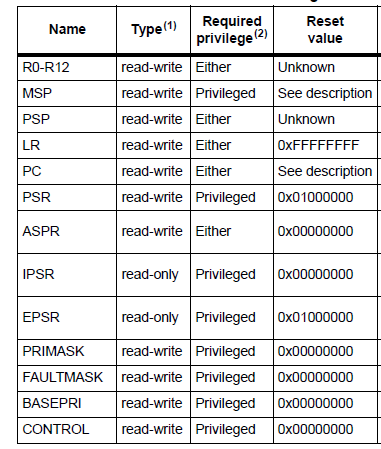 Name Type(1) Required privilege(2) Reset value
R0-R12 read-write Either Unknown
MSP read-write Privileged See description
PSP read-write Either Unknown
LR read-write Either 0xFFFFFFFF
PC read-write Either See description
PSR read-write Privileged 0x01000000
ASPR read-write Either 0x00000000
IPSR read-only Privileged 0x00000000
EPSR read-only Privileged 0x01000000
PRIMASK read-write Privileged 0x00000000
FAULTMASK read-write Privileged 0x00000000
BASEPRI read-write Privileged 0x00000000
CONTROL read-write Privileged 0x00000000